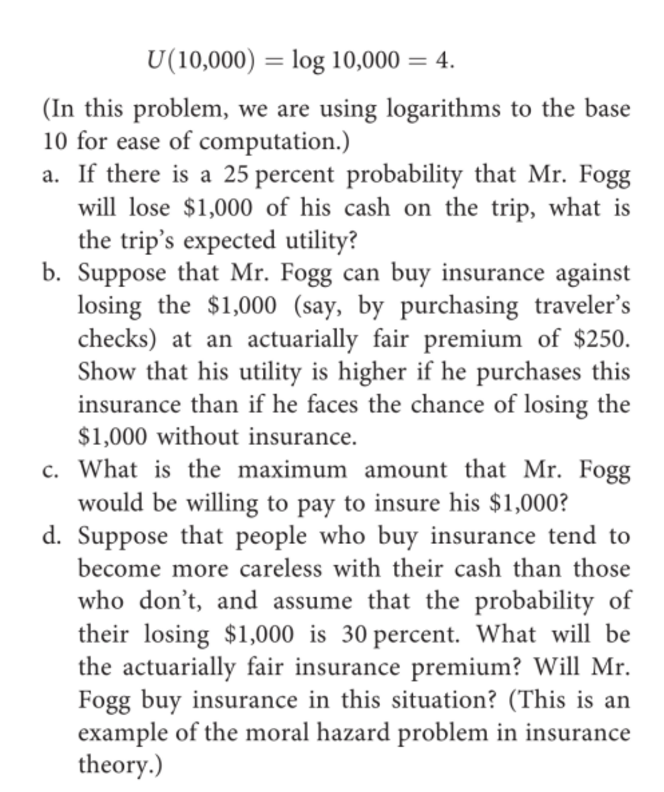 U(10,000) = log 10,000 = 4.
(In this problem, we are using logarithms to the base
10 for ease of computation.)
a. If there is a 25 percent probability that Mr. Fogg
will lose $1,000 of his cash on the trip, what is
the trip's expected utility?
b. Suppose that Mr. Fogg can buy insurance against
losing the $1,000 (say, by purchasing traveler's
checks) at an actuarially fair premium of $250.
Show that his utility is higher if he purchases this
insurance than if he faces the chance of losing the
$1,000 without insurance.
c. What is the maximum amount that Mr. Fogg
would be willing to pay to insure his $1,000?
d. Suppose that people who buy insurance tend to
become more careless with their cash than those
who don't, and assume that the probability of
their losing $1,000 is 30 percent. What will be
the actuarially fair insurance premium? Will Mr.
Fogg buy insurance in this situation? (This is an
example of the moral hazard problem in insurance
theory.)